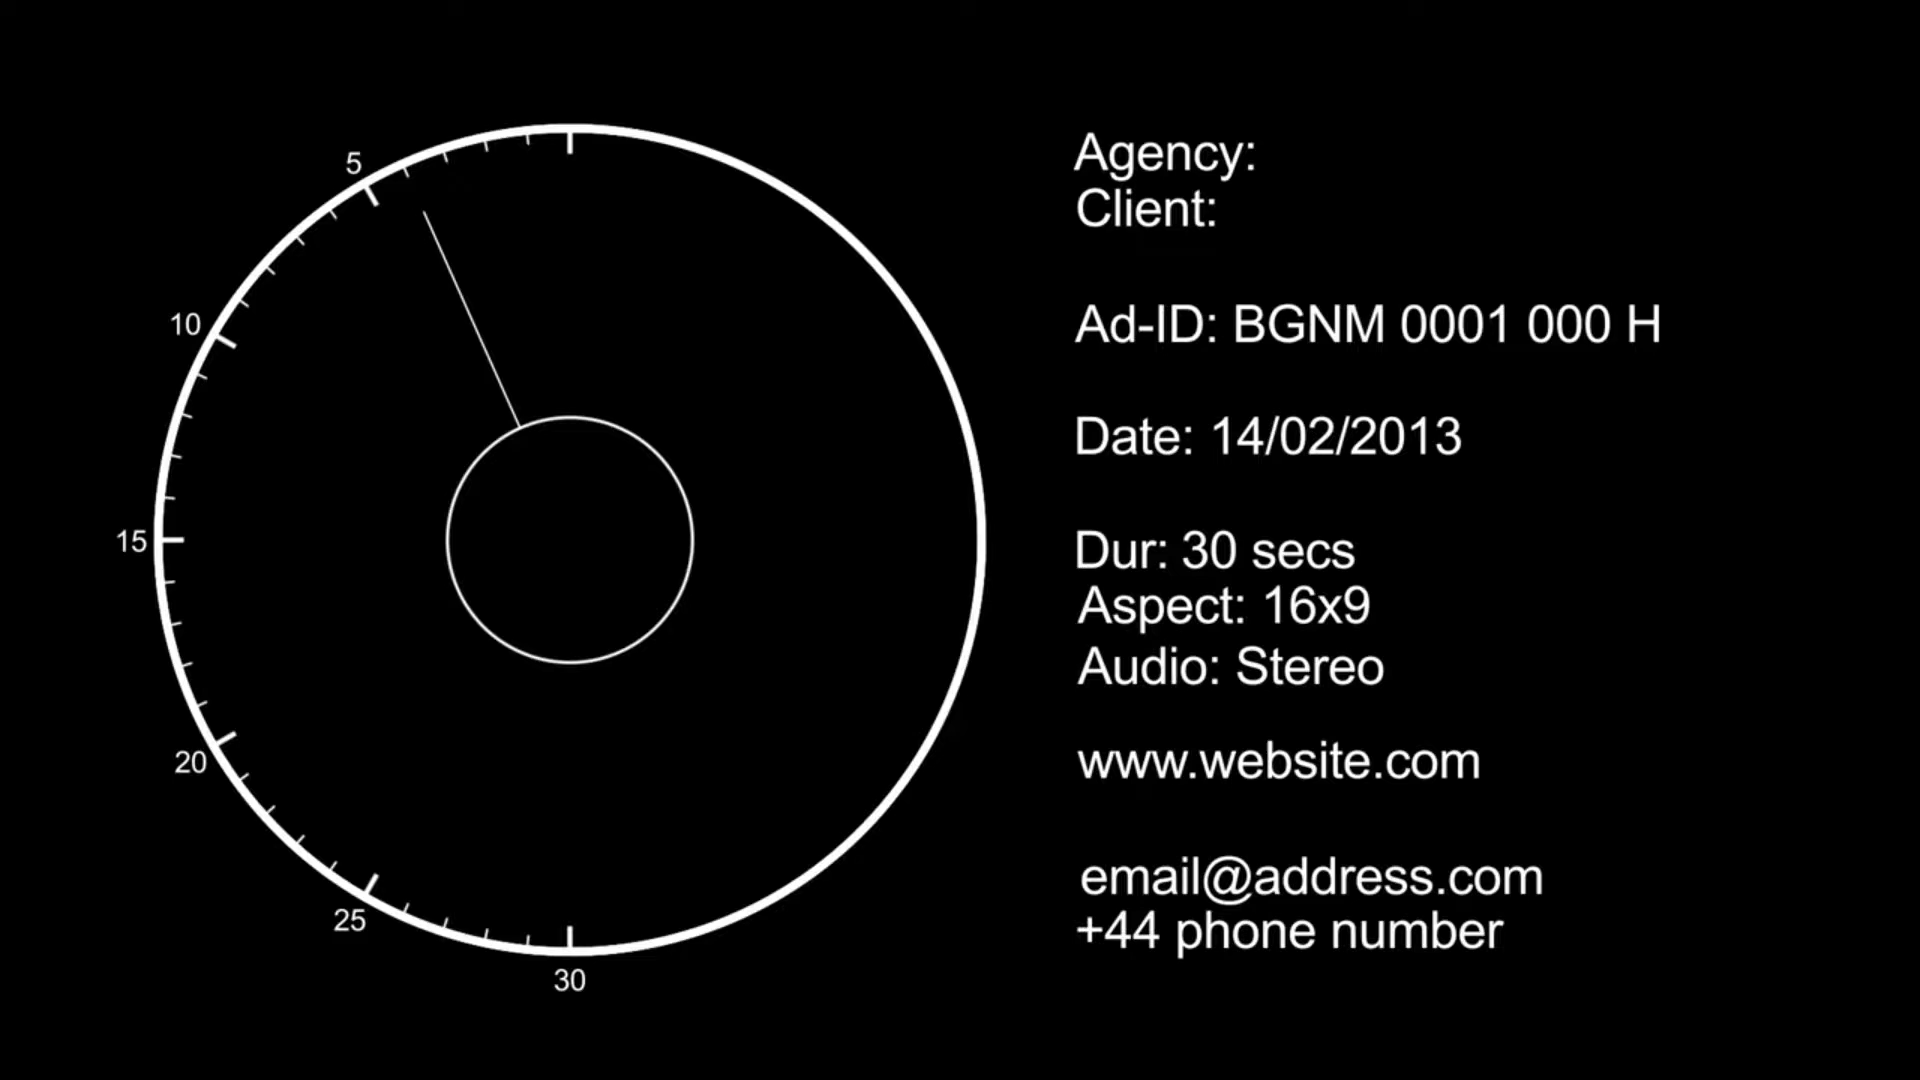 5
10
15
20
25
30
Agency:
Client:
Ad-ID: BGNM 0001 000 H
Date: 14/02/2013
Dur: 30 secs
Aspect: 16x9
Audio: Stereo
www.website.com
email@address.com
+44 phone number